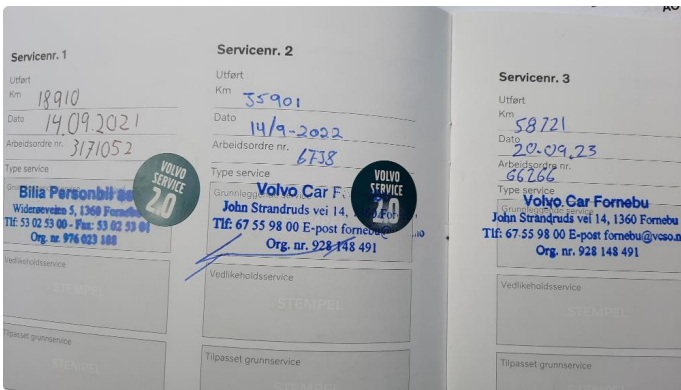 Servicenr. 1
Utført
Km 18910
Dato 14.09.2021
Arbeidsordre nr. 3171052
Type service
VOLVO
SERVICE
2.0
Bilia Personbil as
Widerøeveien 5, 1360 Fornebu
Tlf: 53 02 53 00 - Fax: 53 02 53 01
Org. nr. 976 023 188
Vedlikeholdsservice
STEMPEL
Tilpasset grunnservice
Servicenr. 2
Utført
Km 35901
Dato 14/9-2022
Arbeidsordre nr. 6738
Type service
VOLVO
SERVICE
2.0
Volvo Car F
John Strandruds vei 14,
Tlf: 67 55 98 00 E-post fornebu@
Org. nr. 928 148 491
Vedlikeholdsservice
STEMPEL
Tilpasset grunnservice
Servicenr. 3
Utført
Km 58721
Dato 20.09.23
Arbeidsordre nr. 66266
Type service
Grunnleggende service
Volvo Car Fornebu
John Strandruds vei 14, 1360 Fornebu
Tlf: 67 55 98 00 E-post fornebu@vcso.n
Org. nr. 928 148 491
Vedlikeholdsservice
STEMPEL
Tilpasset grunnservice